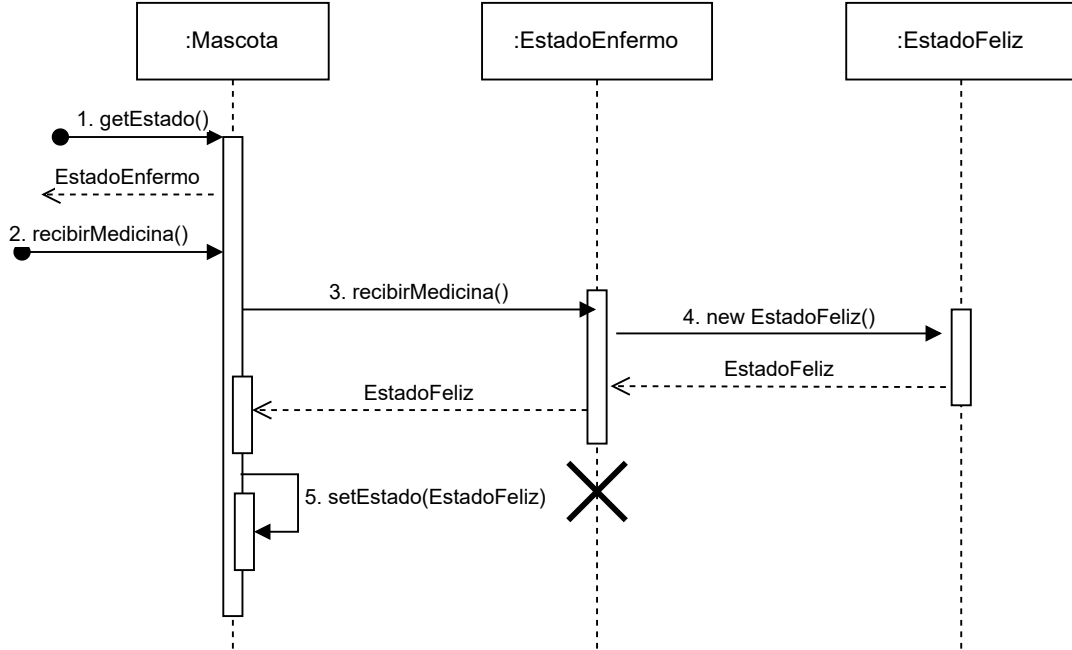 :Mascota
:EstadoEnfermo
:EstadoFeliz
1. getEstado()
EstadoEnfermo
2. recibirMedicina()
3. recibirMedicina()
4. new EstadoFeliz()
EstadoFeliz
EstadoFeliz
5. setEstado(EstadoFeliz)